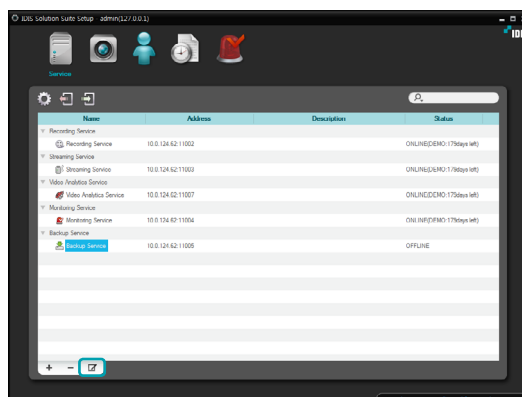 IDIS Solution Suite Setup - admin(127.0.0.1)
Service
Name Address Description Status
Recording Service
Recording Service 10.0.124.62:11002 ONLINE(DEMO:179days left)
Streaming Service
Streaming Service 10.0.124.62:11003 ONLINE(DEMO:179days left)
Video Analytics Service
Video Analytics Service 10.0.124.62:11007 ONLINE(DEMO:179days left)
Monitoring Service
Monitoring Service 10.0.124.62:11004 ONLINE(DEMO:179days left)
Backup Service
Backup Service 10.0.124.62:11005 OFFLINE